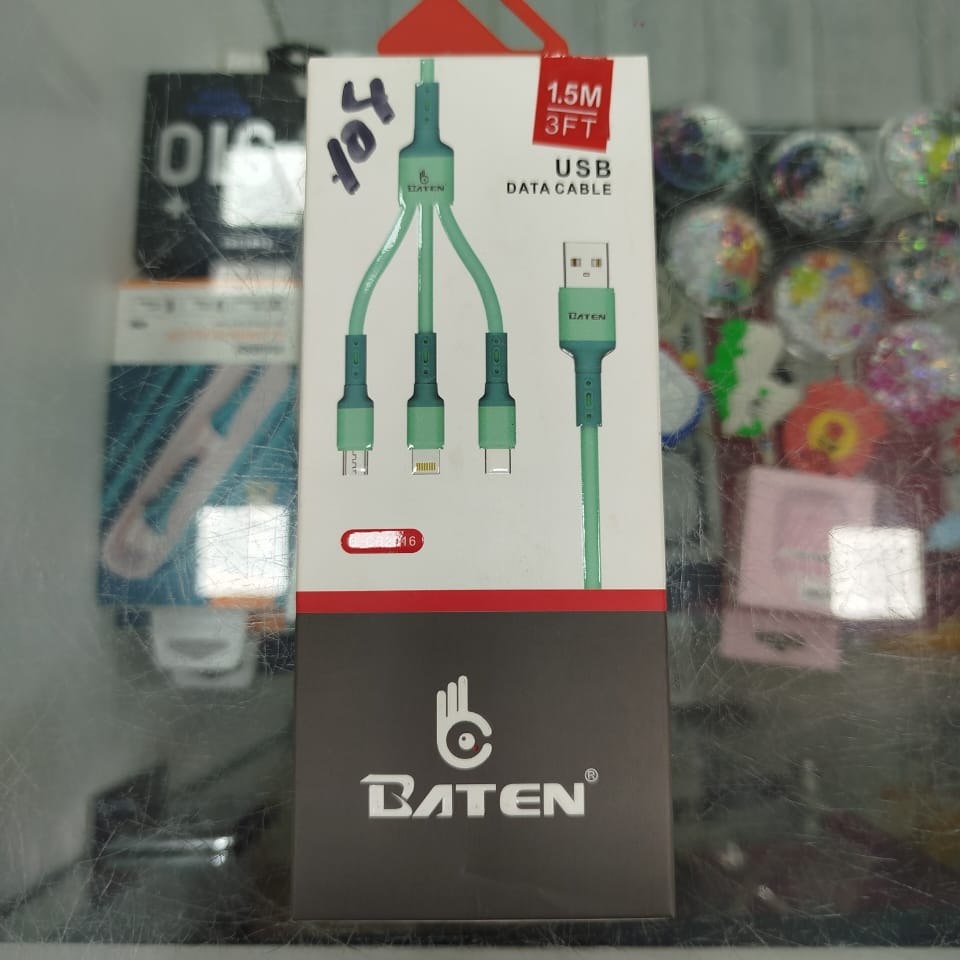 1.5M
3FT
USB
DATA CABLE
BATEN
BATEN
BATEN®